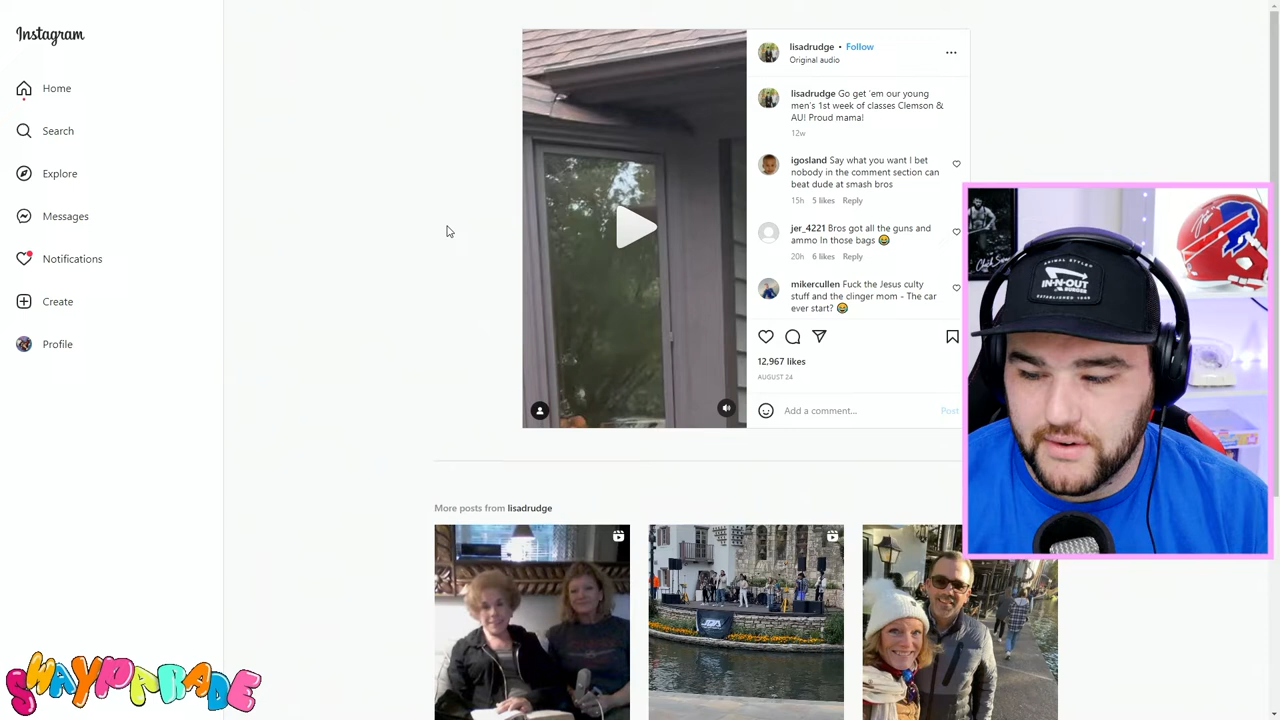 Instagram
Home
Search
Explore
Messages
Notifications
Create
Profile
lisadrudge • Follow
Original audio
lisadrudge Go get 'em our young
men's 1st week of classes Clemson &
AU! Proud mama!
12w
igosland Say what you want I bet
nobody in the comment section can
beat dude at smash bros
15h 5 likes Reply
jer_4221 Bros got all the guns and
ammo In those bags 😂
20h 6 likes Reply
mikercullen Fuck the Jesus culty
stuff and the clinger mom - The car
ever start? 😂
12,967 likes
AUGUST 24
Add a comment...
Post
More posts from lisadrudge
IN-N-OUT
BURGER
SWAYPARADE